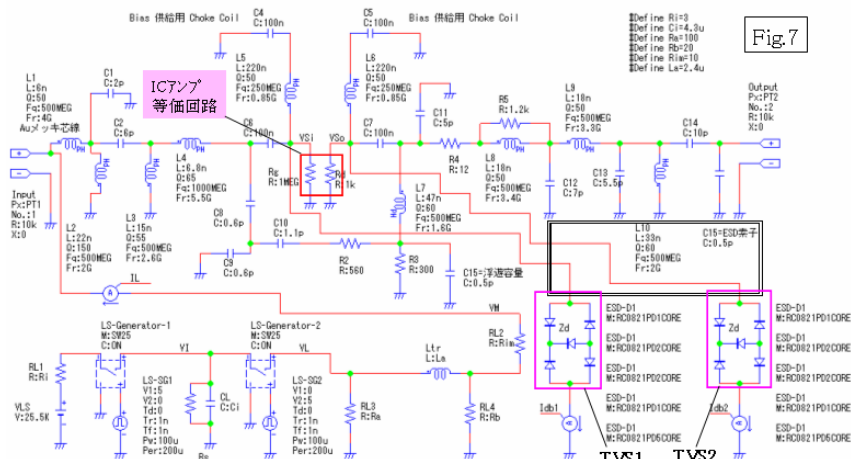 Fig.7
Bias 供給用 Choke Coil
Bias 供給用 Choke Coil
C4
C:100n
C5
C:100n
#Define Ri=3
#Define Ci=4.3u
#Define Ra=100
#Define Rb=20
#Define Rim=10
#Define La=2.4u
L1
L:6n
Q:50
Fq:500MEG
Fr:4G
Auメッキ芯線
C1
C:2p
ICアンプ
等価回路
L5
L:220n
Q:50
Fq:250MEG
Fr:0.85G
L6
L:220n
Q:50
Fq:250MEG
Fr:0.85G
C2
C:6p
C6
C:100n
VSi
VSo
C7
C:100n
C11
C:5p
R5
R:1.2k
L9
L:18n
Q:50
Fq:500MEG
Fr:3.3G
Output
Px:PT2
No.:2
R:10k
X:0
C14
C:10p
L4
L:6.8n
Q:65
Fq:1000MEG
Fr:5.5G
Rg
R:1MEG
Rd
R:1k
R4
R:12
L8
L:18n
Q:50
Fq:500MEG
Fr:3.4G
C12
C:7p
C13
C:5.5p
Input
Px:PT1
No.:1
R:10k
X:0
L2
L:22n
Q:150
Fq:500MEG
Fr:2G
L3
L:15n
Q:55
Fq:500MEG
Fr:2.6G
C8
C:0.6p
C9
C:0.6p
C10
C:1.1p
R2
R:560
R3
R:300
L7
L:47n
Q:60
Fq:500MEG
Fr:1.6G
C15=浮遊容量
C:0.5p
L10
L:33n
Q:60
Fq:500MEG
Fr:2G
C15=ESD素子
C:0.5p
IL
VM
LS-Generator-1
M:SW25
C:ON
LS-Generator-2
M:SW25
C:ON
RL1
R:Ri
VLS
V:25.5K
VI
LS-SG1
V1:5
V2:0
Td:0
Tr:1n
Tf:1n
Pw:100u
Per:200u
CL
C:Ci
VL
LS-SG2
V1:0
V2:5
Td:0
Tr:1n
Tf:1n
Pw:100u
Per:200u
RL3
R:Ra
Ltr
L:La
RL2
R:Rim
RL4
R:Rb
Zd
ESD-D1
M:RC0821PD1CORE
ESD-D1
M:RC0821PD2CORE
ESD-D1
M:RC0821PD2CORE
ESD-D1
M:RC0821PD1CORE
ESD-D1
M:RC0821PD5CORE
Idb1
TVS1
Zd
ESD-D1
M:RC0821PD1CORE
ESD-D1
M:RC0821PD2CORE
ESD-D1
M:RC0821PD2CORE
ESD-D1
M:RC0821PD1CORE
ESD-D1
M:RC0821PD5CORE
Idb2
TVS2